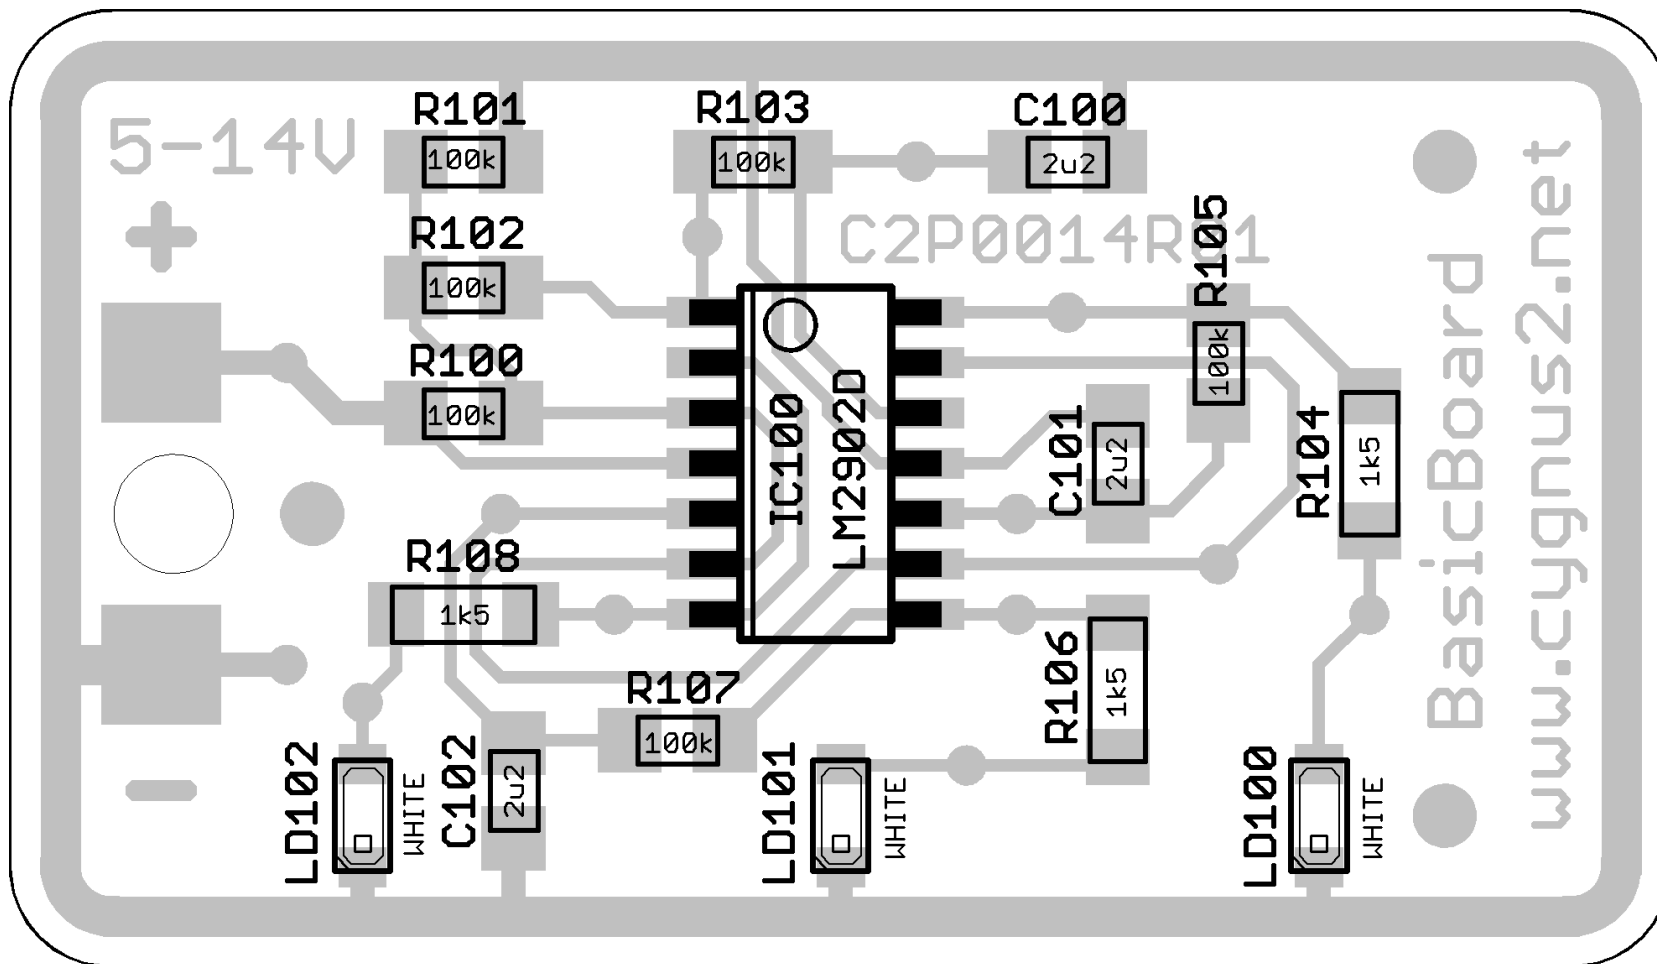 R101
R103
C100
5-14V
100k
100k
2u2
+
R102
C2P0014R01
R105
100k
100k
R100
100k
IC100
LM2902D
C101
2u2
R104
1k5
R108
1k5
R107
100k
R106
1k5
-
LD102
WHITE
C102
2u2
LD101
WHITE
LD100
WHITE
BasicBoard
www.cygnus2.net